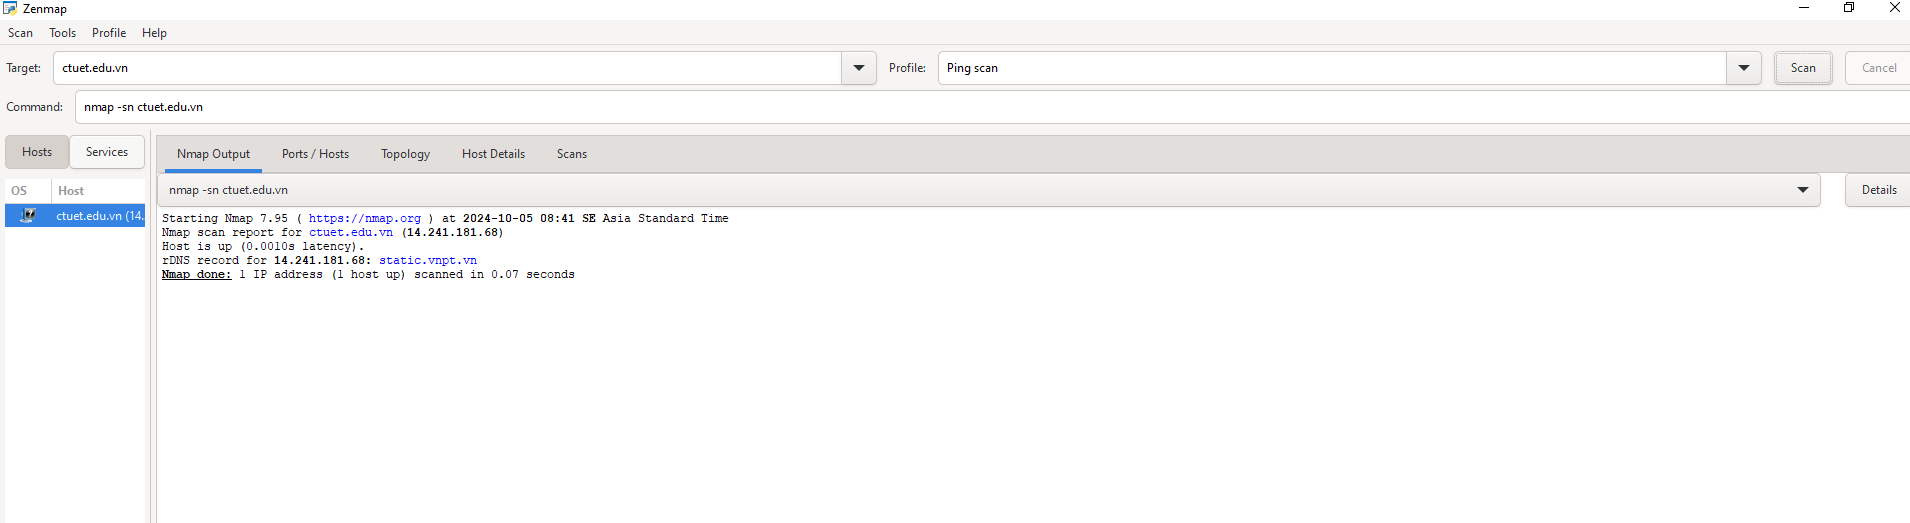 Zenmap
Scan Tools Profile Help
Target: ctuet.edu.vn Profile: Ping scan Scan Cancel
Command: nmap -sn ctuet.edu.vn
Hosts Services
Nmap Output Ports / Hosts Topology Host Details Scans
OS Host
nmap -sn ctuet.edu.vn Details
ctuet.edu.vn (14.
Starting Nmap 7.95 ( https://nmap.org ) at 2024-10-05 08:41 SE Asia Standard Time
Nmap scan report for ctuet.edu.vn (14.241.181.68)
Host is up (0.0010s latency).
rDNS record for 14.241.181.68: static.vnpt.vn
Nmap done: 1 IP address (1 host up) scanned in 0.07 seconds